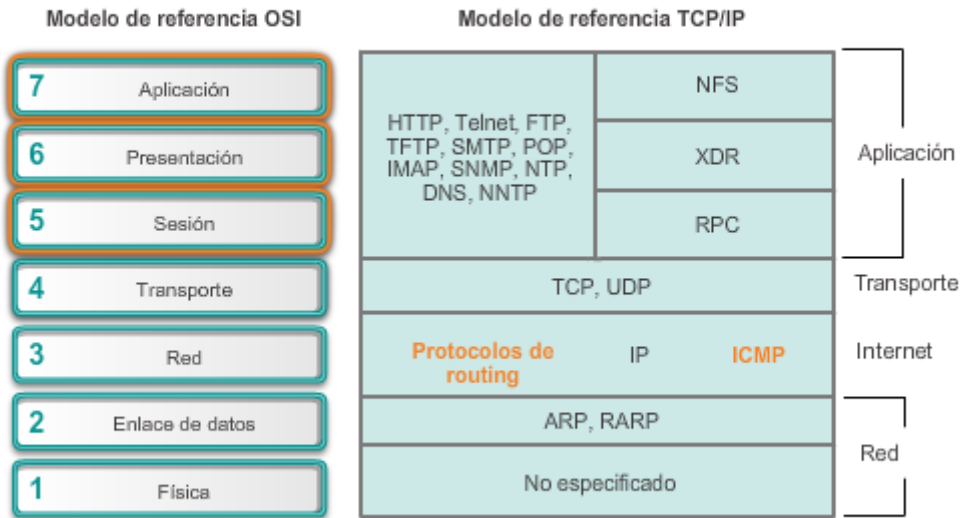 Modelo de referencia OSI
Modelo de referencia TCP/IP
7 Aplicación
6 Presentación
5 Sesión
4 Transporte
3 Red
2 Enlace de datos
1 Física
HTTP, Telnet, FTP,
TFTP, SMTP, POP,
IMAP, SNMP, NTP,
DNS, NNTP
NFS
XDR
RPC
TCP, UDP
Protocolos de
routing
IP
ICMP
ARP, RARP
No especificado
Aplicación
Transporte
Internet
Red